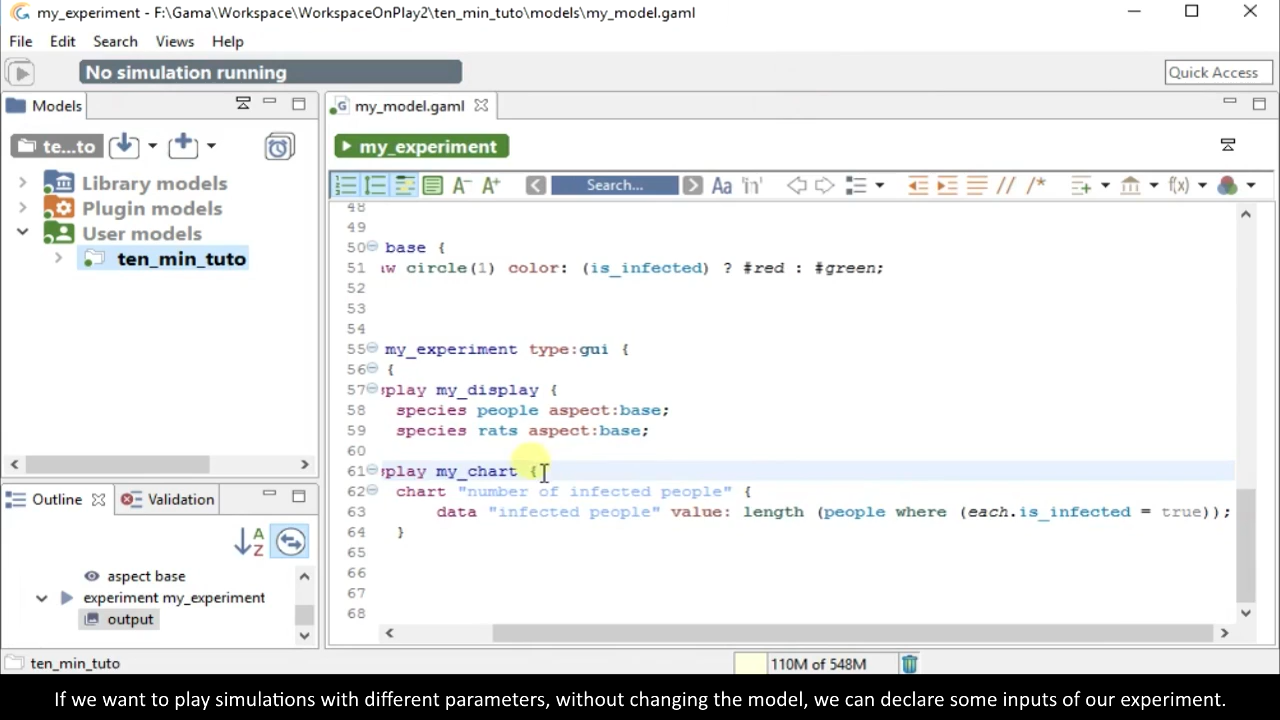 my_experiment - F:\Gama\Workspace\WorkspaceOnPlay2\ten_min_tuto\models\my_model.gaml
File Edit Search Views Help
No simulation running
Quick Access
Models
my_model.gaml
te...to
my_experiment
Search...
Aa
'in'
A-
A+
//
/*
f(x)
Library models
Plugin models
User models
ten_min_tuto
48
49
50 base {
51 w circle(1) color: (is_infected) ? #red : #green;
52
53
54
55 my_experiment type:gui {
56 {
57 play my_display {
58 species people aspect:base;
59 species rats aspect:base;
60
61 play my_chart {
62 chart "number of infected people" {
63 data "infected people" value: length (people where (each.is_infected = true));
64 }
65
66
67
68
Outline
Validation
A
Z
aspect base
experiment my_experiment
output
ten_min_tuto
110M of 548M
If we want to play simulations with different parameters, without changing the model, we can declare some inputs of our experiment.